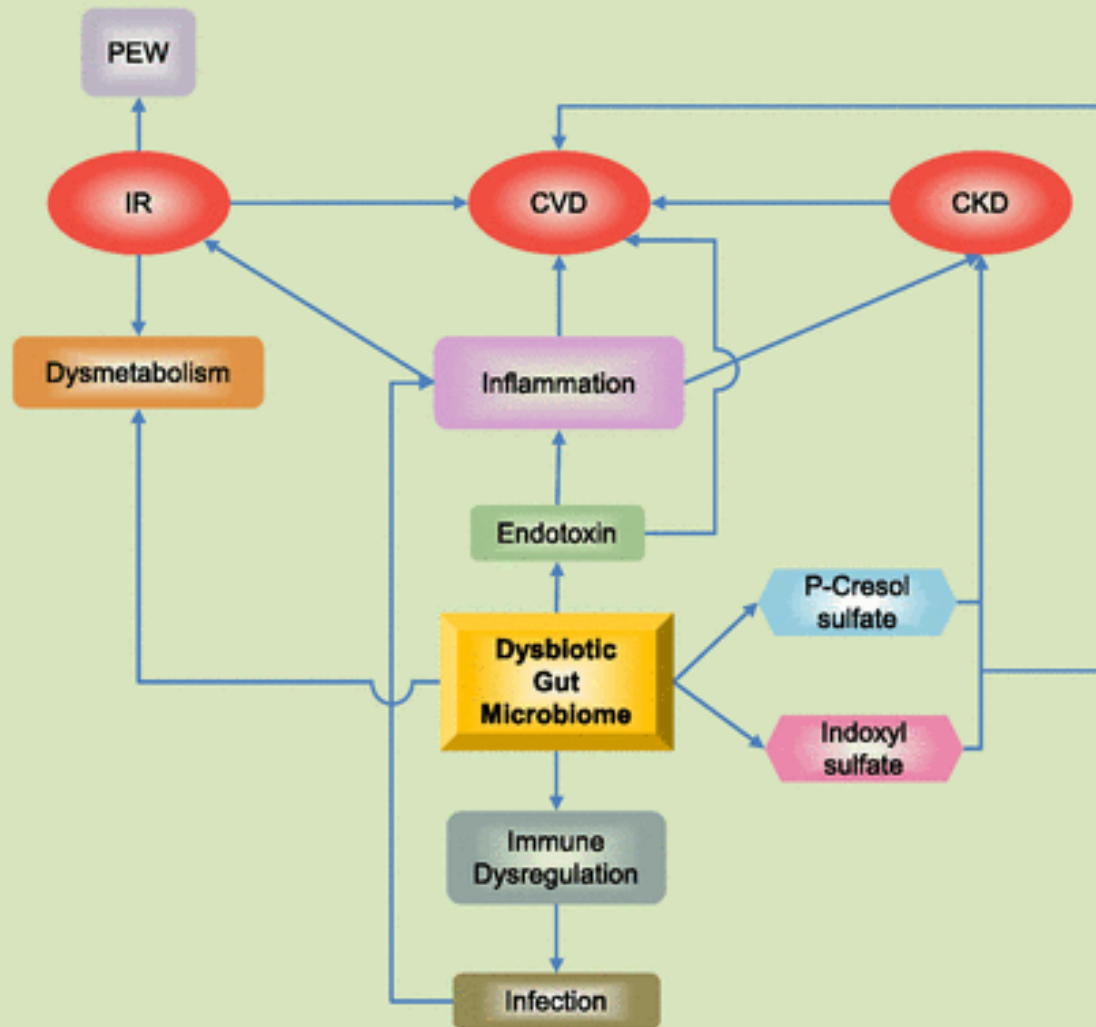 PEW
IR
CVD
CKD
Dysmetabolism
Inflammation
Endotoxin
P-Cresol
sulfate
Dysbiotic
Gut
Microbiome
Indoxyl
sulfate
Immune
Dysregulation
Infection